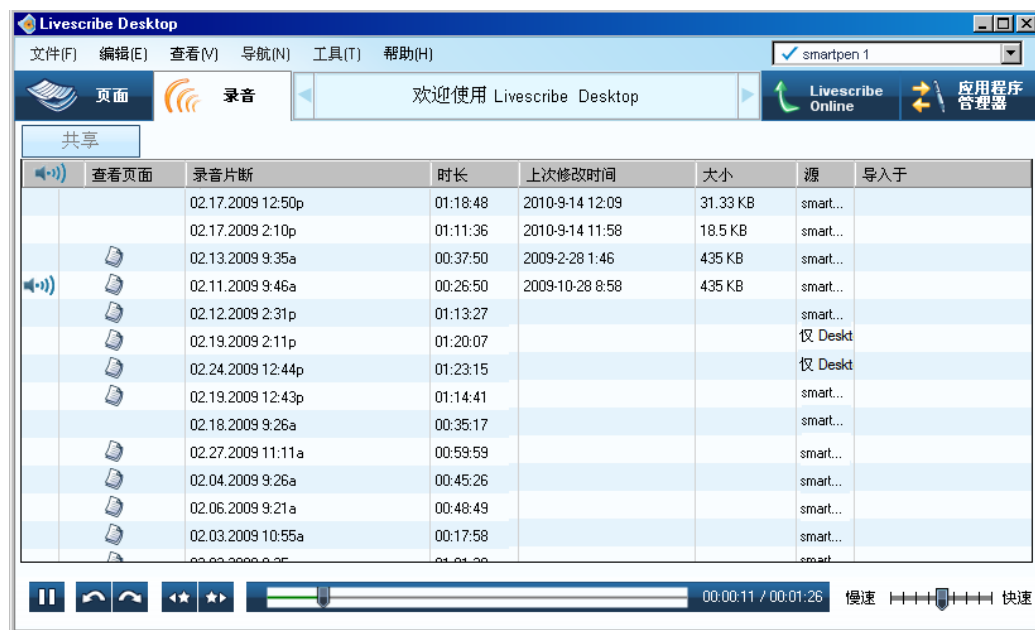 Livescribe Desktop
文件(F) 编辑(E) 查看(V) 导航(N) 工具(T) 帮助(H) smartpen 1
页面 录音 欢迎使用 Livescribe Desktop Livescribe Online 应用程序管理器
共享
查看页面 录音片断 时长 上次修改时间 大小 源 导入于
02.17.2009 12:50p 01:18:48 2010-9-14 12:09 31.33 KB smart...
02.17.2009 2:10p 01:11:36 2010-9-14 11:58 18.5 KB smart...
02.13.2009 9:35a 00:37:50 2009-2-28 1:46 435 KB smart...
02.11.2009 9:46a 00:26:50 2009-10-28 8:58 435 KB smart...
02.12.2009 2:31p 01:13:27 smart...
02.19.2009 2:11p 01:20:07 仅 Deskt
02.24.2009 12:44p 01:23:15 仅 Deskt
02.19.2009 12:43p 01:14:41 smart...
02.18.2009 9:26a 00:35:17 smart...
02.27.2009 11:11a 00:59:59 smart...
02.04.2009 9:26a 00:45:26 smart...
02.06.2009 9:21a 00:48:49 smart...
02.03.2009 10:55a 00:17:58 smart...
00:00:11 / 00:01:26 慢速 快速